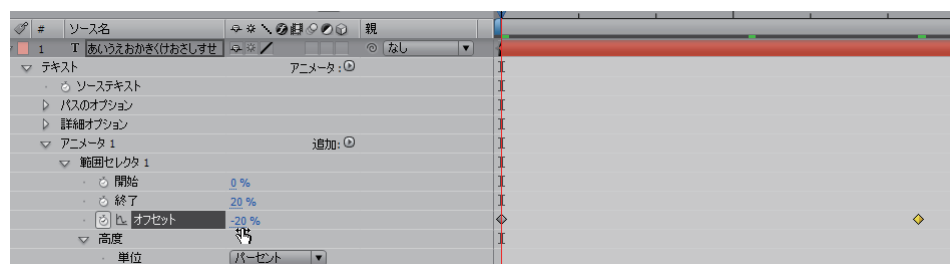 # ソース名 親
1 T あいうえおかきくけおさしすせ なし
テキスト アニメータ:
ソーステキスト
パスのオプション
詳細オプション
アニメータ 1 追加:
範囲セレクタ 1
開始 0 %
終了 20 %
オフセット -20 %
高度
単位 パーセント